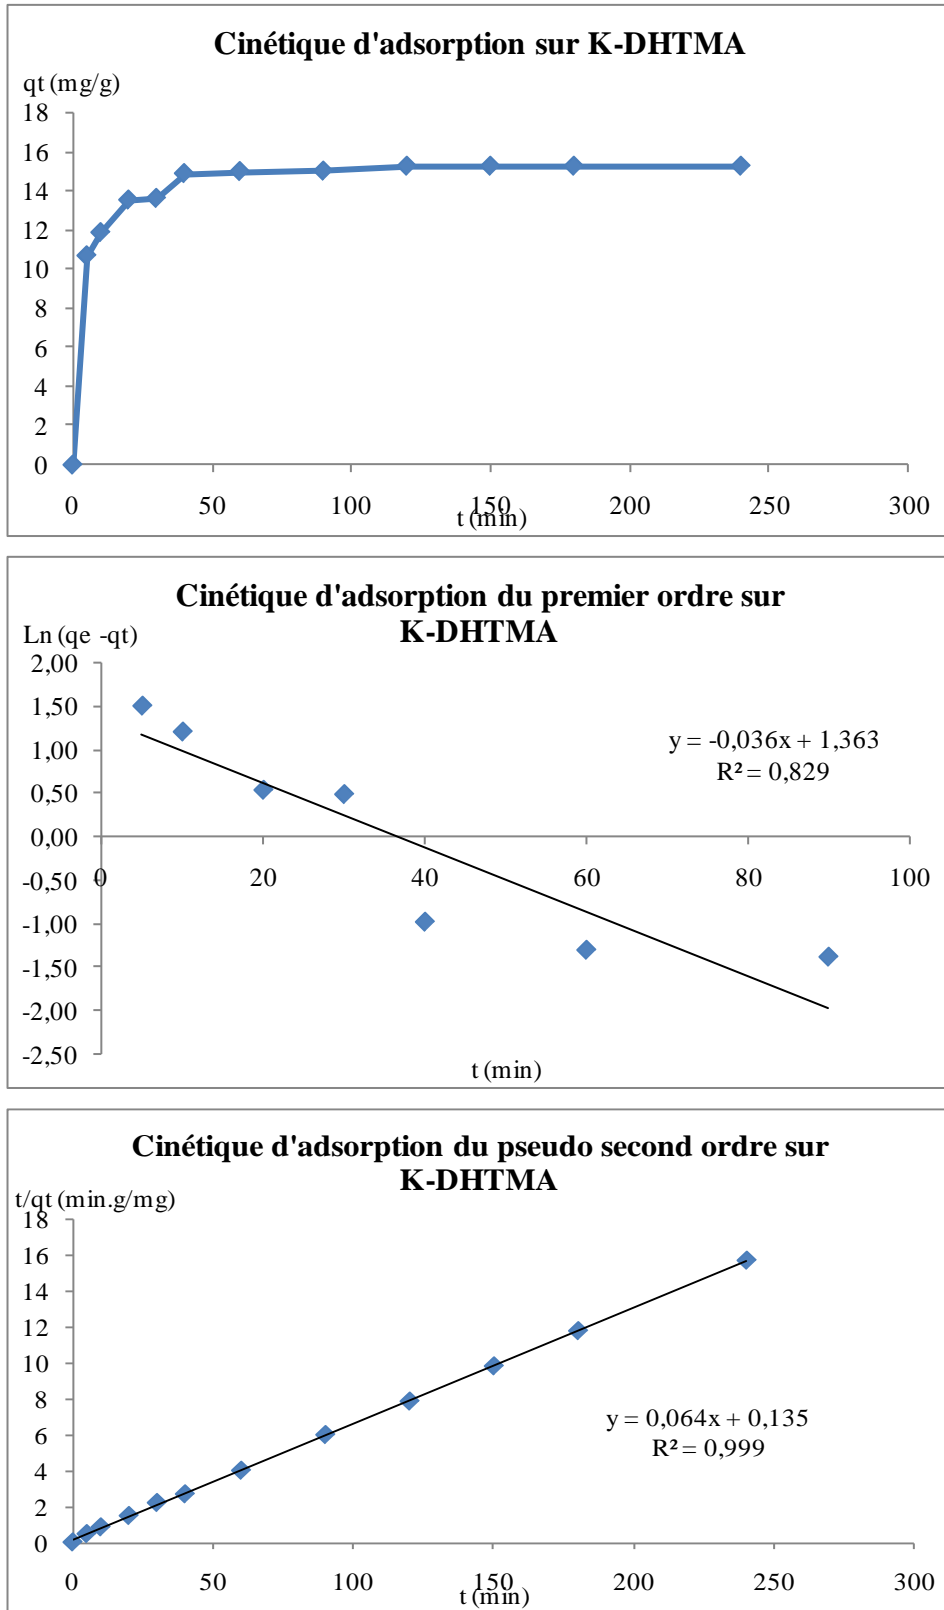 Cinétique d'adsorption sur K-DHTMA
qt (mg/g)
18
16
14
12
10
8
6
4
2
0
0 50 100 150 200 250 300
t (min)
Cinétique d'adsorption du premier ordre sur
K-DHTMA
Ln (qe -qt)
2,00
1,50
1,00
0,50
0,00
-0,50
-1,00
-1,50
-2,00
-2,50
y = -0,036x + 1,363
R² = 0,829
0 20 40 60 80 100
t (min)
Cinétique d'adsorption du pseudo second ordre sur
K-DHTMA
t/qt (min.g/mg)
18
16
14
12
10
8
6
4
2
0
y = 0,064x + 0,135
R² = 0,999
0 50 100 150 200 250 300
t (min)